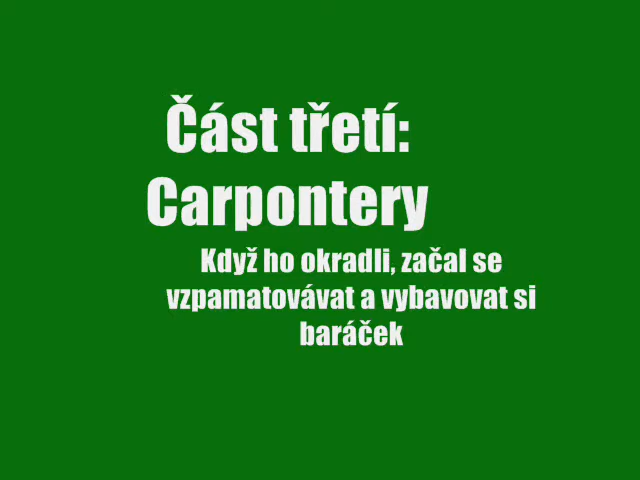 Část třetí:
Carpontery
Když ho okradli, začal se
vzpamatovávat a vybavovat si
baráček